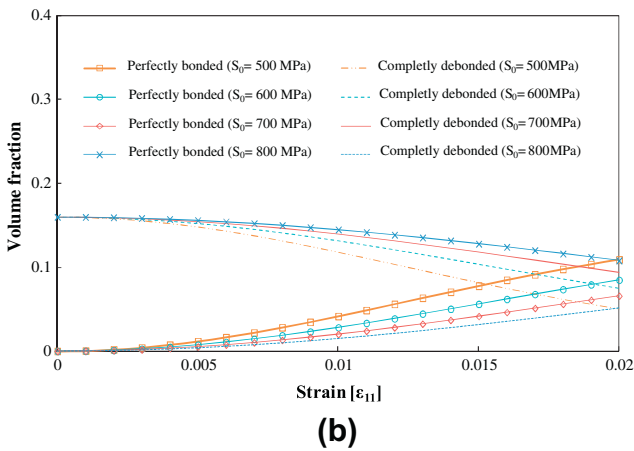 0.4
Perfectly bonded (S₀= 500 MPa) Completly debonded (S₀=500MPa)
0.3 Perfectly bonded (S₀= 600 MPa) Completly debonded (S₀=600MPa)
Perfectly bonded (S₀= 700 MPa) Completly debonded (S₀=700MPa)
Perfectly bonded (S₀= 800 MPa) Completly debonded (S₀=800MPa)
Volume fraction
0.2
0.1
0
0 0.005 0.01 0.015 0.02
Strain [ε₁₁]
(b)